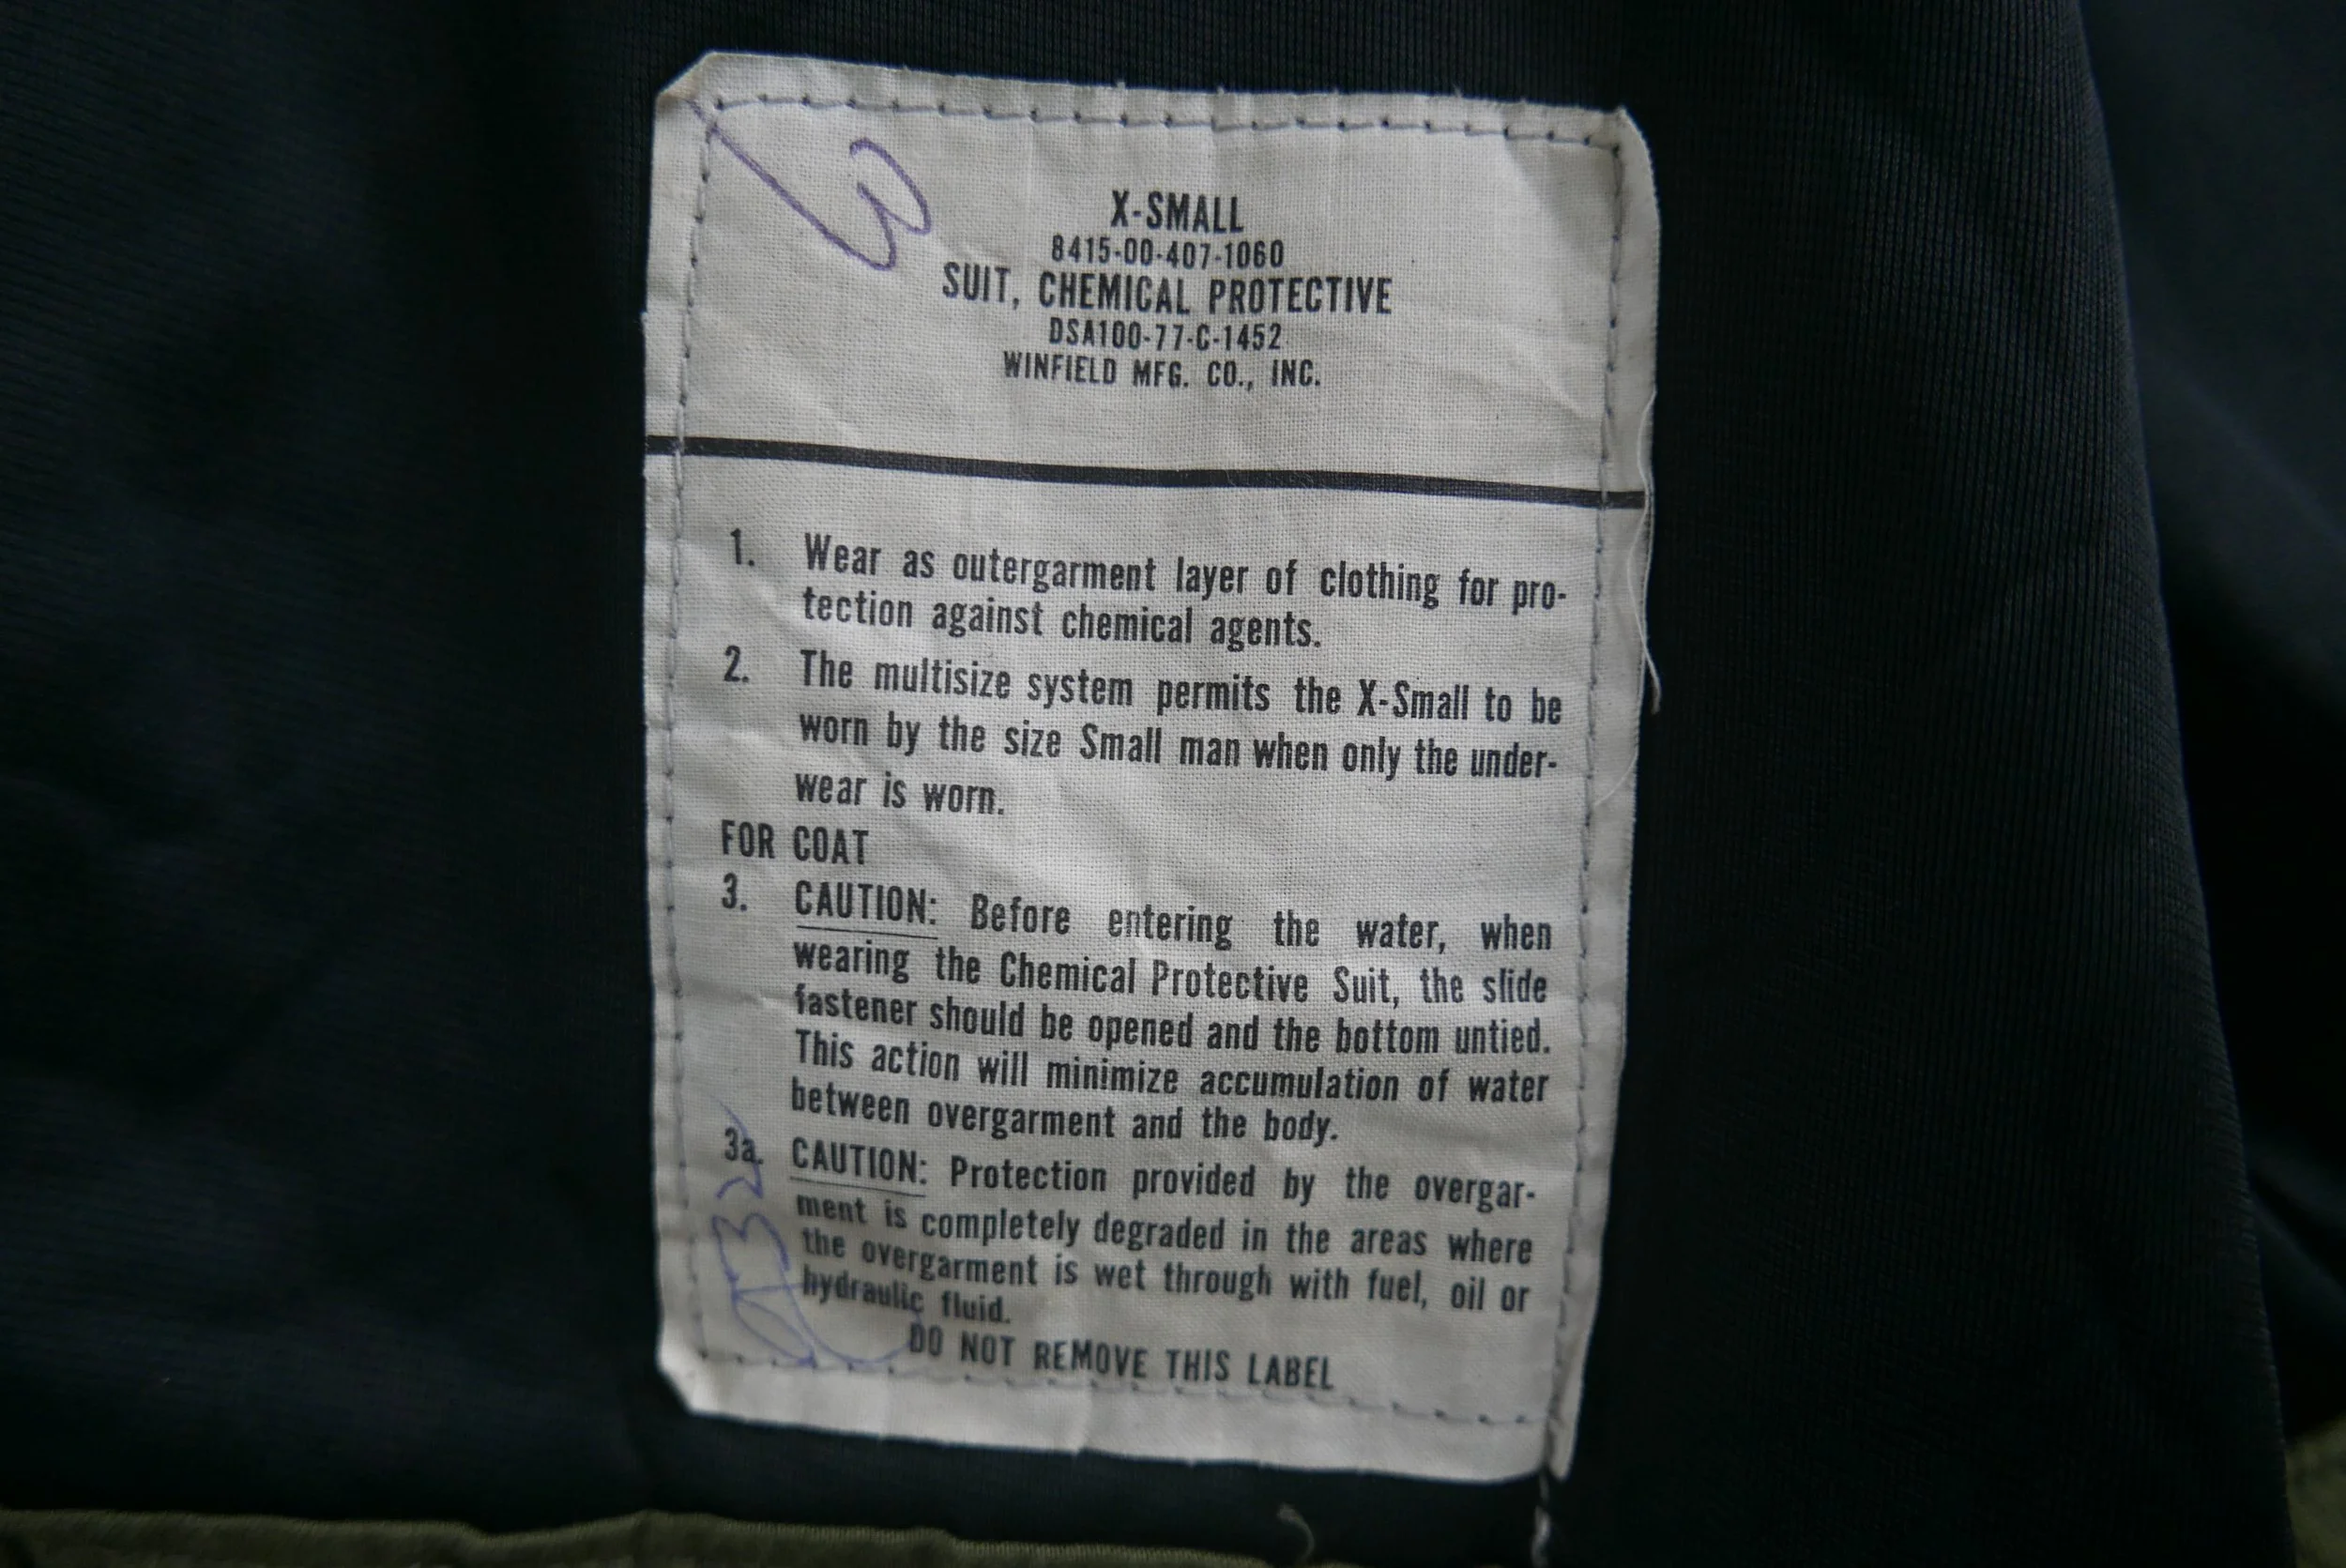 X-SMALL
8415-00-407-1060
SUIT, CHEMICAL PROTECTIVE
DSA100-77-C-1452
WINFIELD MFG. CO., INC.
1. Wear as outergarment layer of clothing for pro-
tection against chemical agents.
2. The multisize system permits the X-Small to be
worn by the size Small man when only the under-
wear is worn.
FOR COAT
3. CAUTION: Before entering the water, when
wearing the Chemical Protective Suit, the slide
fastener should be opened and the bottom untied.
This action will minimize accumulation of water
between overgarment and the body.
3a. CAUTION: Protection provided by the overgar-
ment is completely degraded in the areas where
the overgarment is wet through with fuel, oil or
hydraulic fluid.
DO NOT REMOVE THIS LABEL